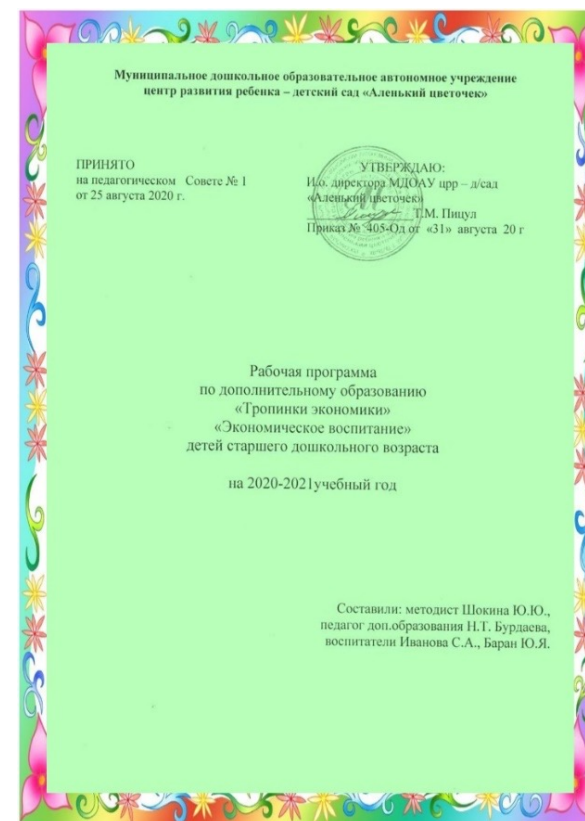 Муниципальное дошкольное образовательное автономное учреждение
центр развития ребенка – детский сад «Аленький цветочек»
ПРИНЯТО
на педагогическом Совете № 1
от 25 августа 2020 г.
УТВЕРЖДАЮ:
И.о. директора МДОАУ црр – д/сад
«Аленький цветочек»
Т.М. Пицул
Приказ № 405-Од от «31» августа 20 г
Рабочая программа
по дополнительному образованию
«Тропинки экономики»
«Экономическое воспитание»
детей старшего дошкольного возраста
на 2020-2021учебный год
Составили: методист Шокина Ю.Ю.,
педагог доп.образования Н.Т. Бурдаева,
воспитатели Иванова С.А., Баран Ю.Я.